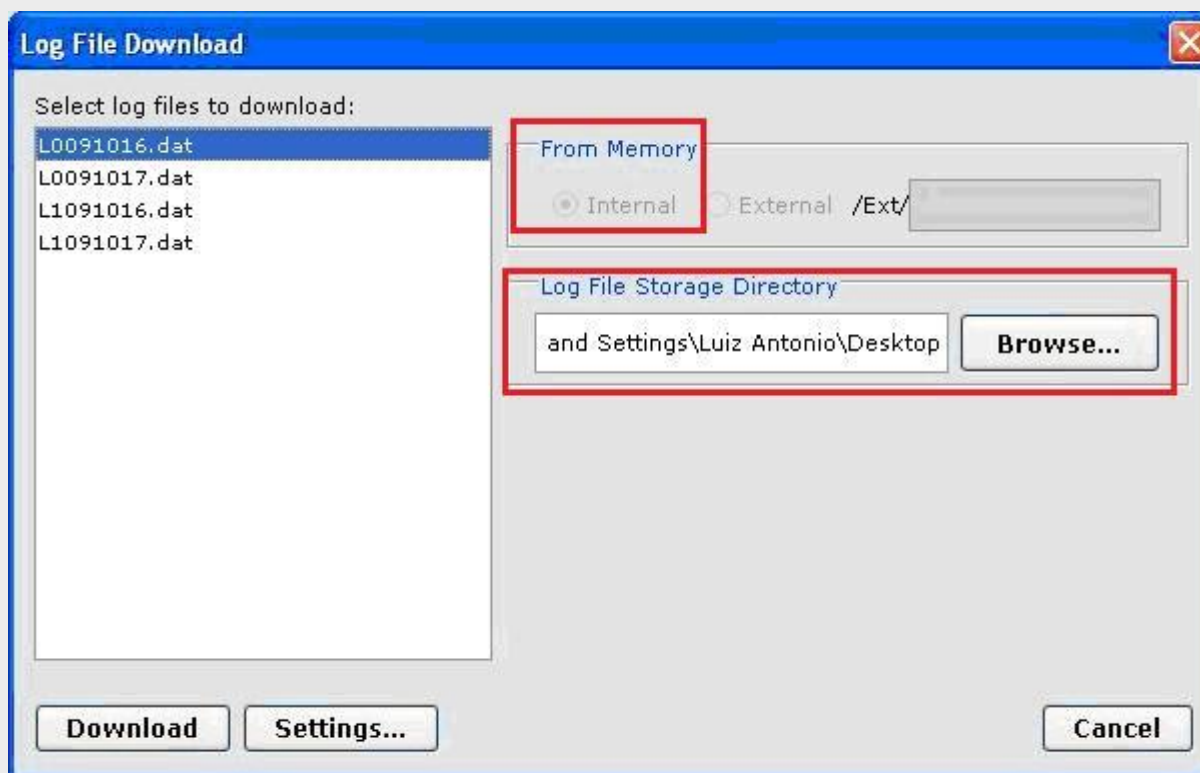 Log File Download
Select log files to download:
L0091016.dat
L0091017.dat
L1091016.dat
L1091017.dat
From Memory
Internal External /Ext/
Log File Storage Directory
and Settings\Luiz Antonio\Desktop Browse...
Download Settings... Cancel